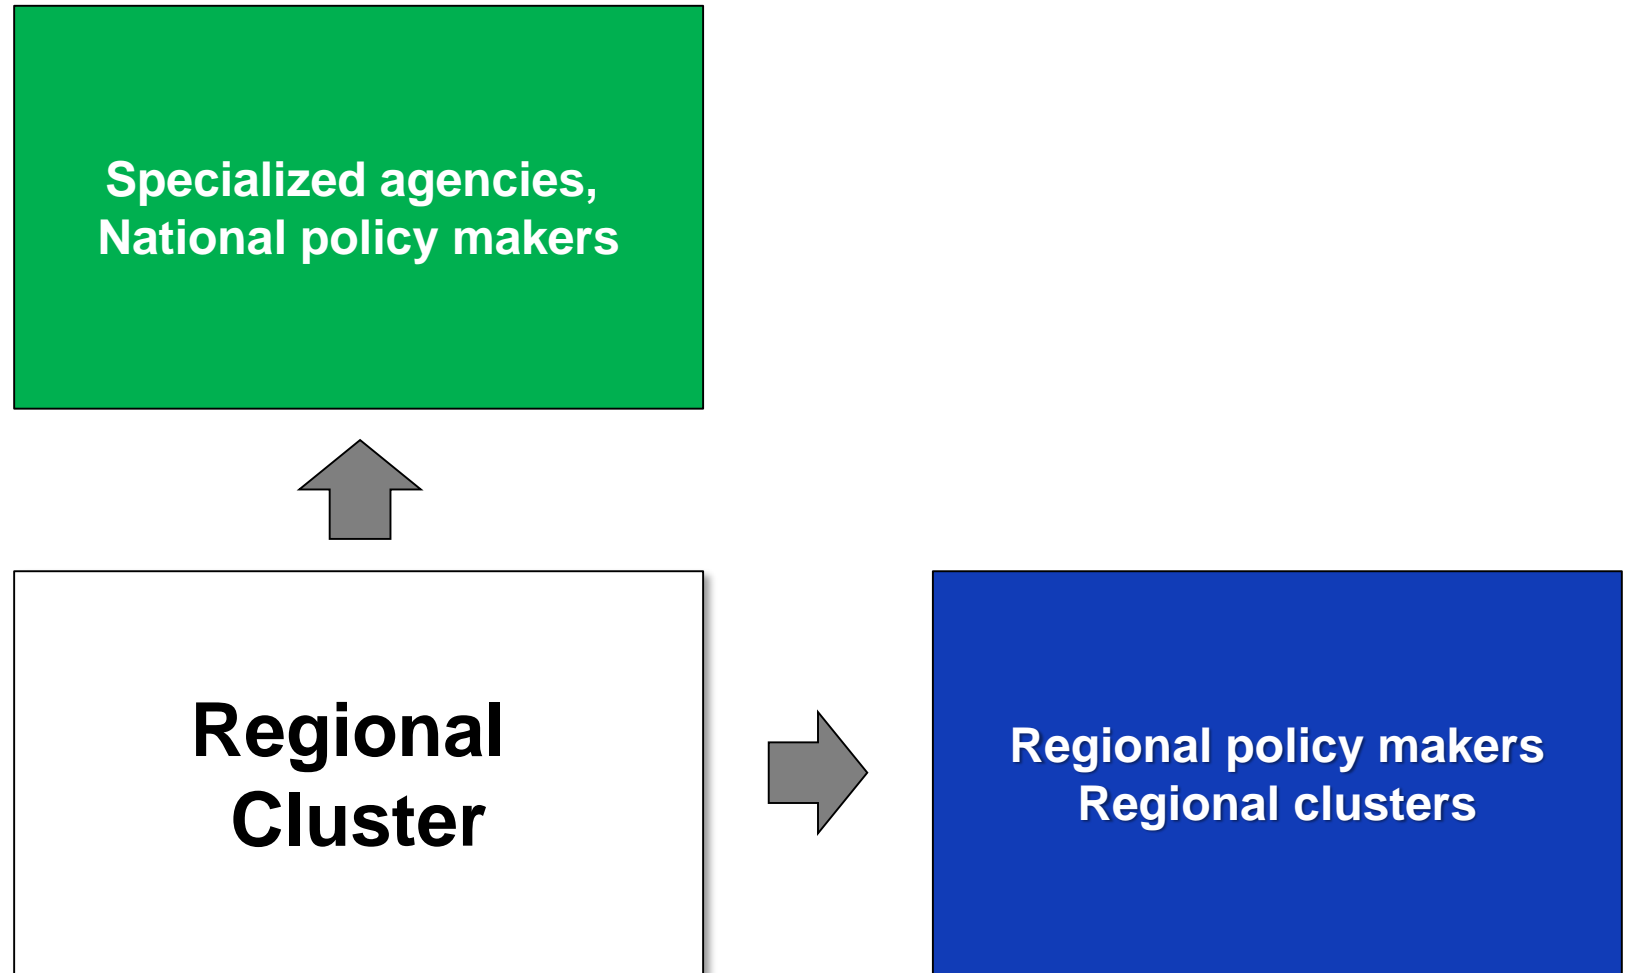 Specialized agencies,
National policy makers
Regional
Cluster
Regional policy makers
Regional clusters